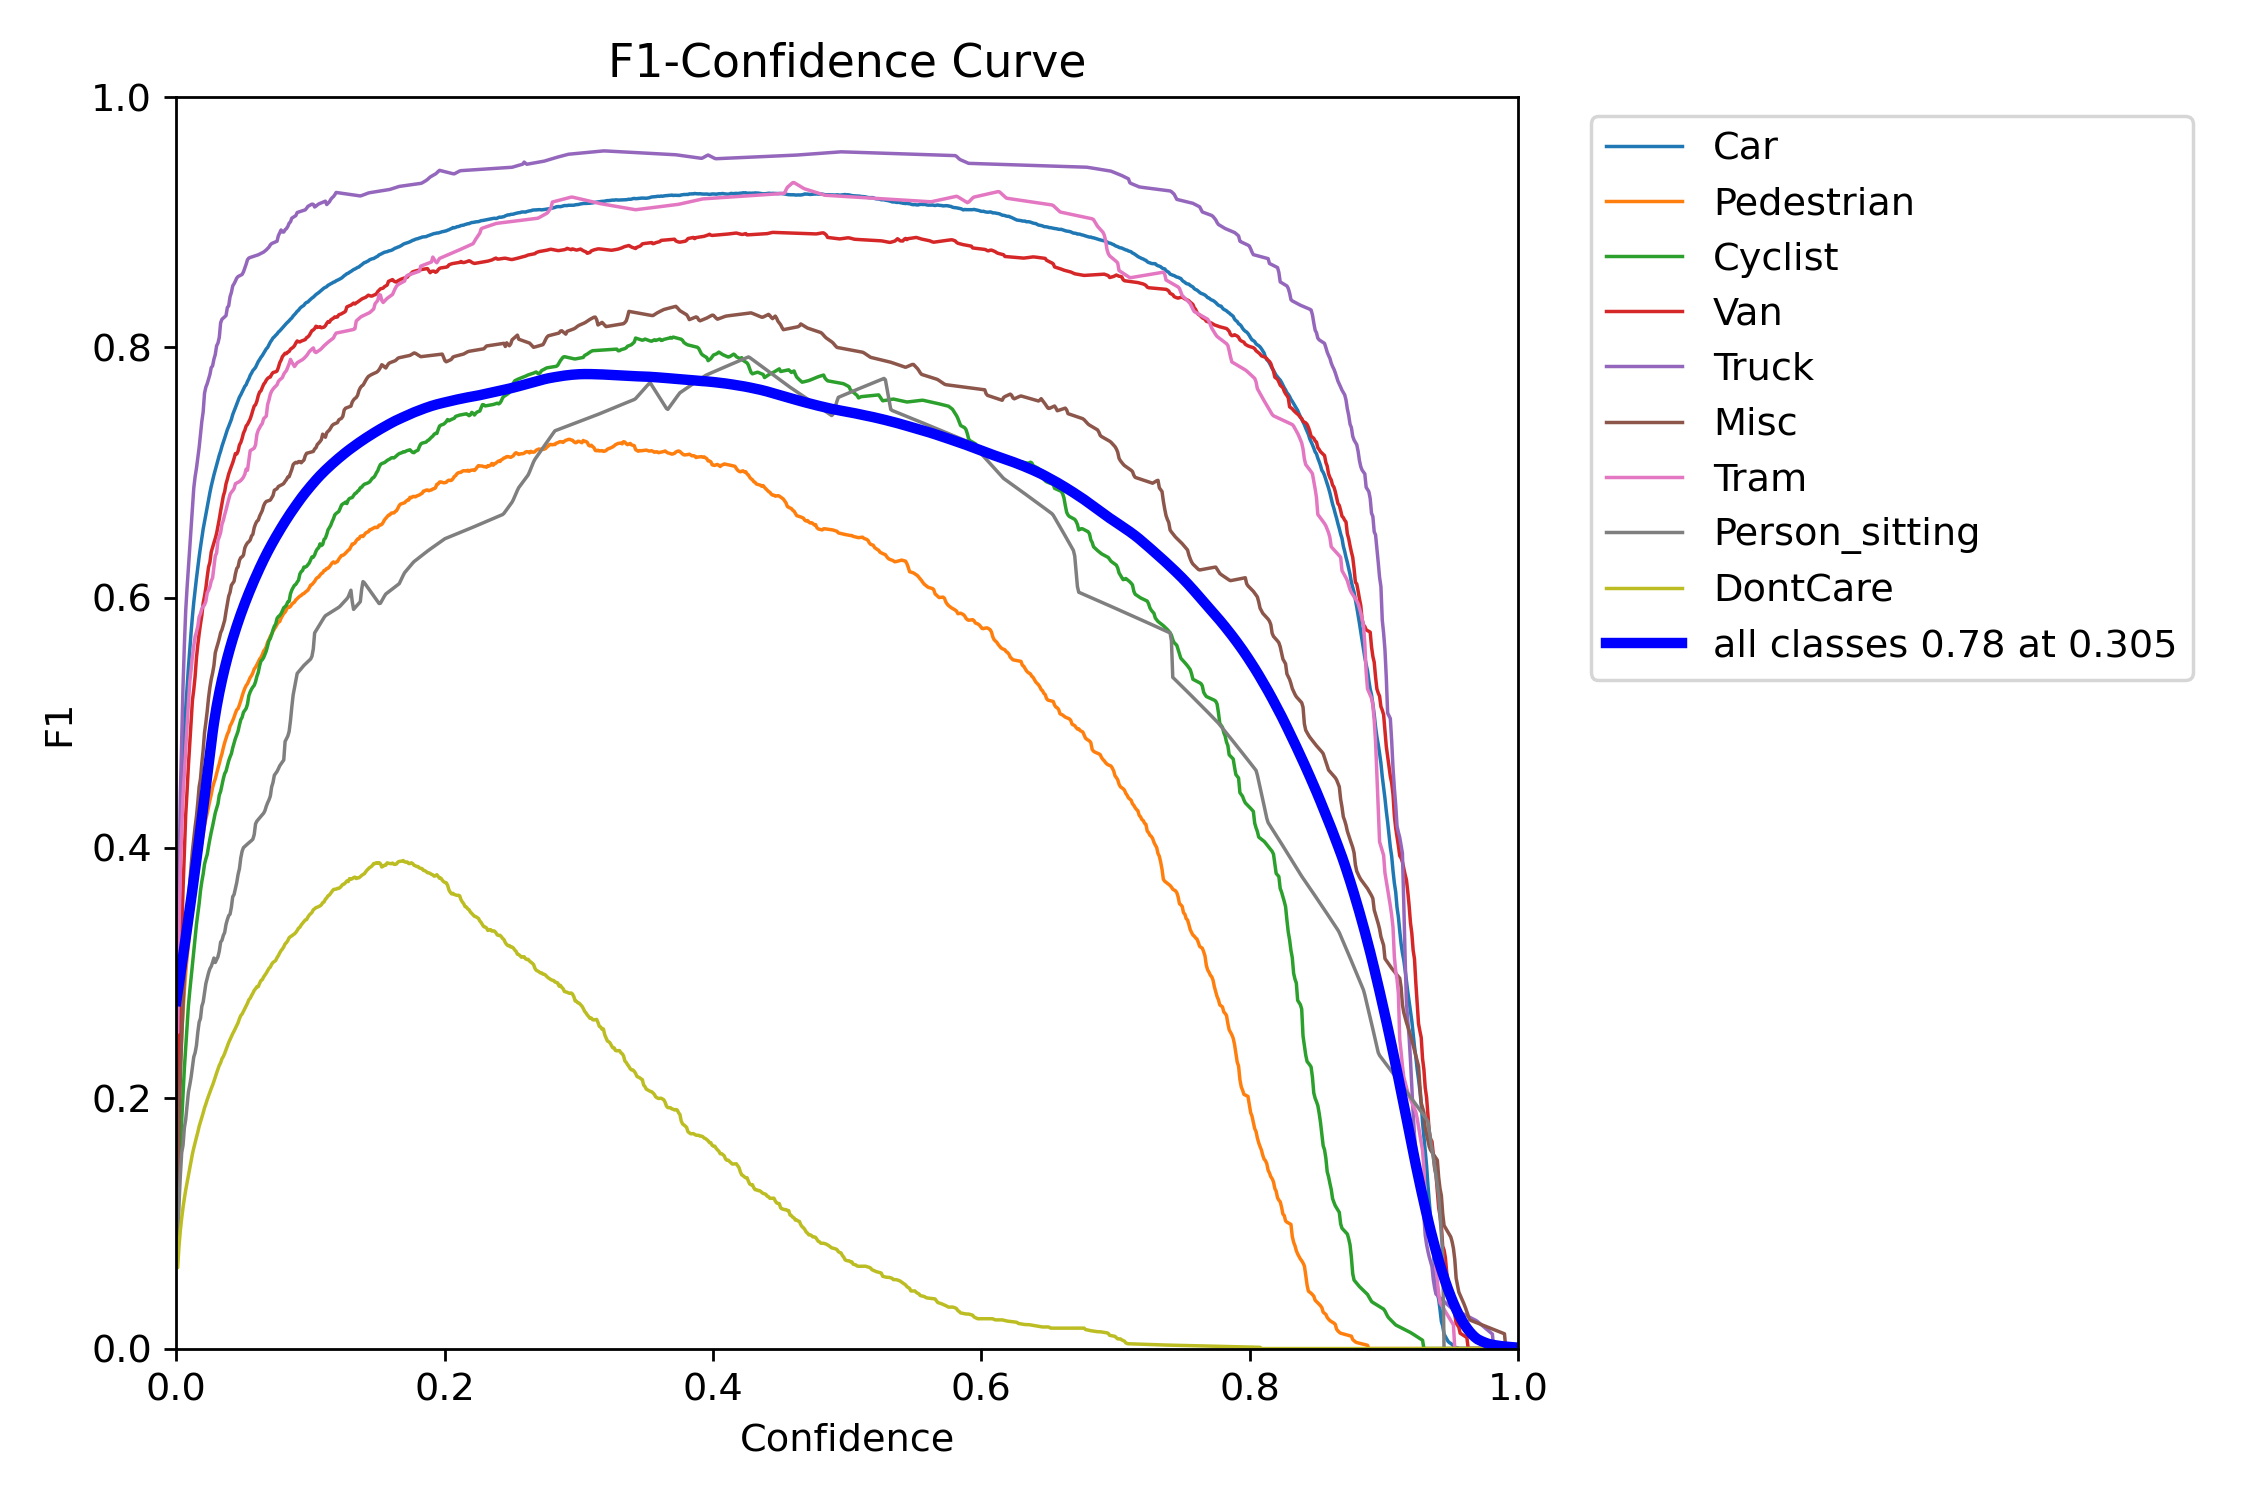 F1-Confidence Curve
1.0
0.8
0.6
0.4
0.2
0.0
F1
0.0 0.2 0.4 0.6 0.8 1.0
Confidence
Car
Pedestrian
Cyclist
Van
Truck
Misc
Tram
Person_sitting
DontCare
all classes 0.78 at 0.305